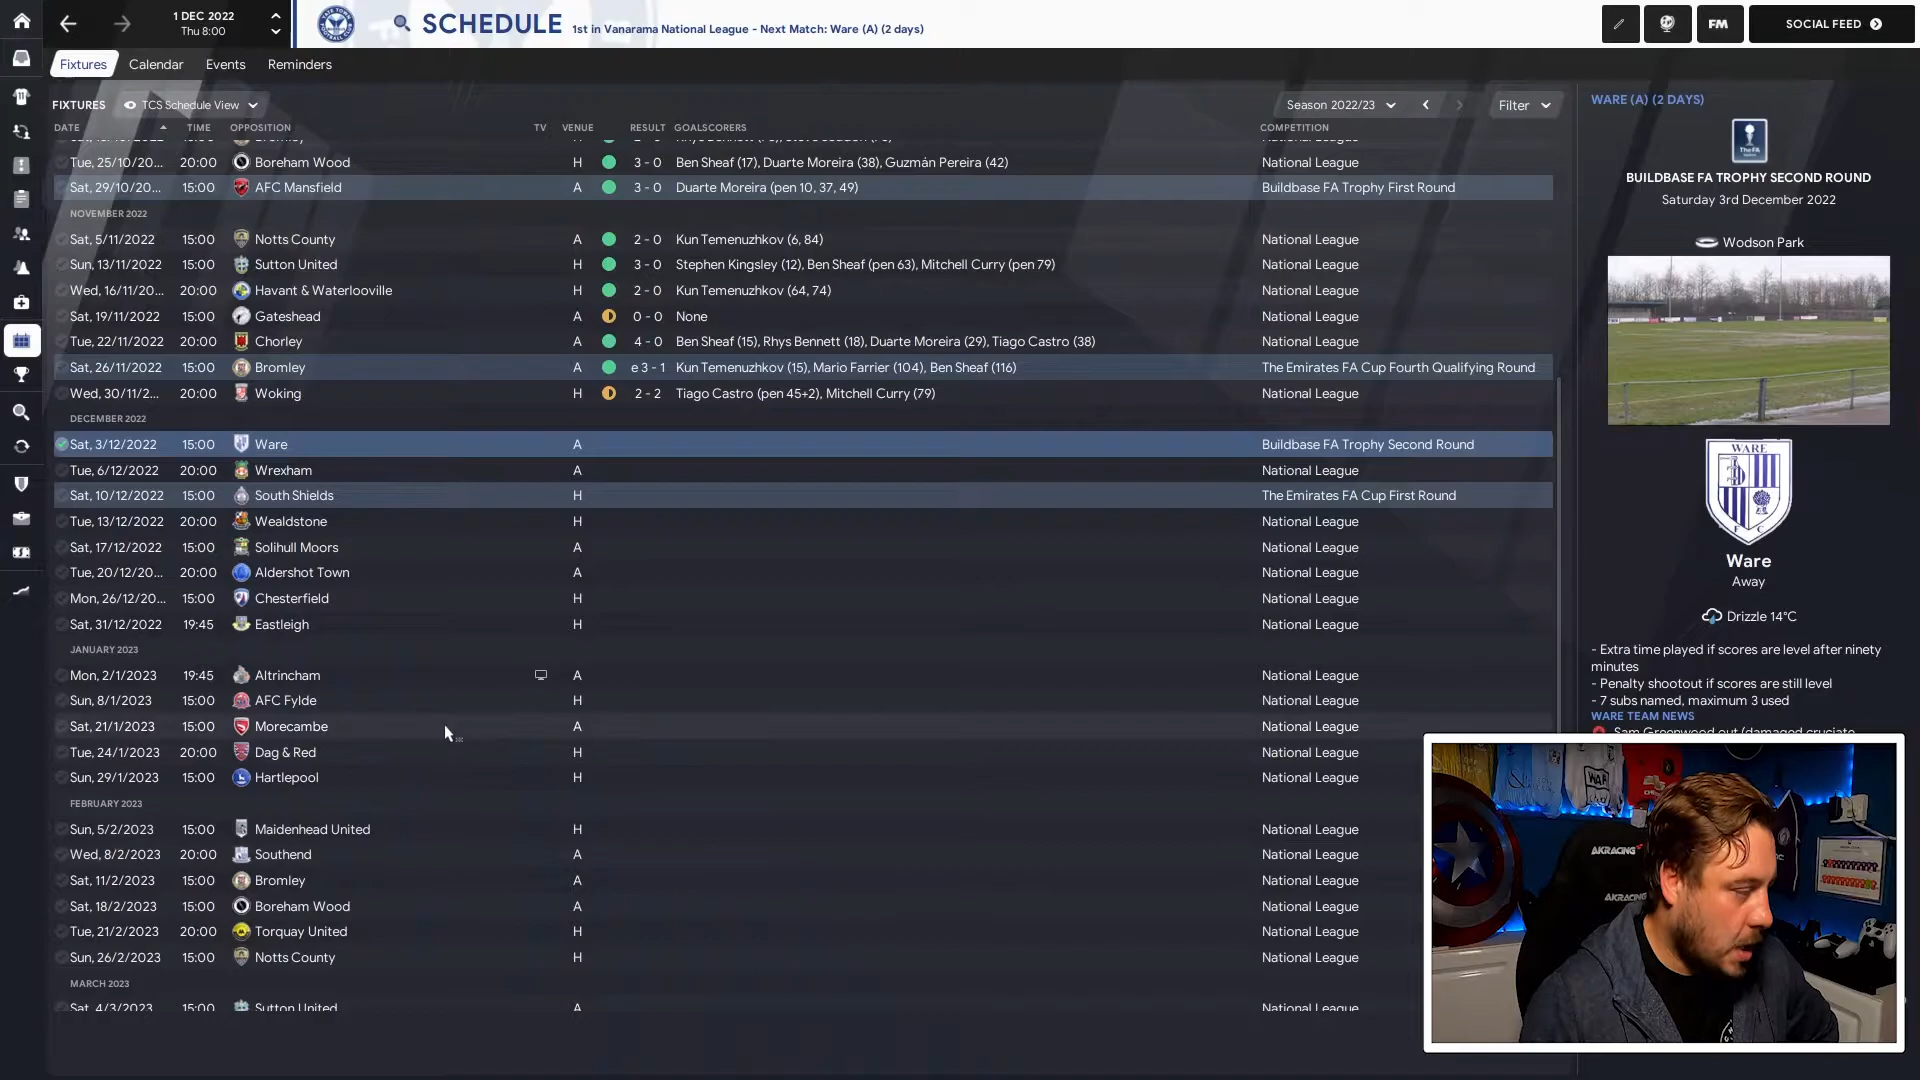 1 DEC 2022
Thu 8:00
SCHEDULE
1st in Vanarama National League - Next Match: Ware (A) (2 days)
FM
SOCIAL FEED
Fixtures
Calendar
Events
Reminders
FIXTURES
TCS Schedule View
Season 2022/23
Filter
DATE TIME OPPOSITION TV VENUE RESULT GOALSCORERS COMPETITION
Tue, 25/10/20... 20:00 Boreham Wood H 3 - 0 Ben Sheaf (17), Duarte Moreira (38), Guzmán Pereira (42) National League
Sat, 29/10/20... 15:00 AFC Mansfield A 3 - 0 Duarte Moreira (pen 10, 37, 49) Buildbase FA Trophy First Round
NOVEMBER 2022
Sat, 5/11/2022 15:00 Notts County A 2 - 0 Kun Temenuzhkov (6, 84) National League
Sun, 13/11/2022 15:00 Sutton United H 3 - 0 Stephen Kingsley (12), Ben Sheaf (pen 63), Mitchell Curry (pen 79) National League
Wed, 16/11/20... 20:00 Havant & Waterlooville H 2 - 0 Kun Temenuzhkov (64, 74) National League
Sat, 19/11/2022 15:00 Gateshead A 0 - 0 None National League
Tue, 22/11/2022 20:00 Chorley A 4 - 0 Ben Sheaf (15), Rhys Bennett (18), Duarte Moreira (29), Tiago Castro (38) National League
Sat, 26/11/2022 15:00 Bromley A e 3 - 1 Kun Temenuzhkov (15), Mario Farrier (104), Ben Sheaf (116) The Emirates FA Cup Fourth Qualifying Round
Wed, 30/11/2... 20:00 Woking H 2 - 2 Tiago Castro (pen 45+2), Mitchell Curry (79) National League
DECEMBER 2022
Sat, 3/12/2022 15:00 Ware A Buildbase FA Trophy Second Round
Tue, 6/12/2022 20:00 Wrexham A National League
Sat, 10/12/2022 15:00 South Shields H The Emirates FA Cup First Round
Tue, 13/12/2022 20:00 Wealdstone H National League
Sat, 17/12/2022 15:00 Solihull Moors A National League
Tue, 20/12/20... 20:00 Aldershot Town A National League
Mon, 26/12/20... 15:00 Chesterfield H National League
Sat, 31/12/2022 19:45 Eastleigh H National League
JANUARY 2023
Mon, 2/1/2023 19:45 Altrincham A National League
Sun, 8/1/2023 15:00 AFC Fylde H National League
Sat, 21/1/2023 15:00 Morecambe A National League
Tue, 24/1/2023 20:00 Dag & Red H National League
Sun, 29/1/2023 15:00 Hartlepool H National League
FEBRUARY 2023
Sun, 5/2/2023 15:00 Maidenhead United H National League
Wed, 8/2/2023 20:00 Southend A National League
Sat, 11/2/2023 15:00 Bromley A National League
Sat, 18/2/2023 15:00 Boreham Wood A National League
Tue, 21/2/2023 20:00 Torquay United H National League
Sun, 26/2/2023 15:00 Notts County H National League
MARCH 2023
Sat, 4/3/2023 15:00 Sutton United A National League
WARE (A) (2 DAYS)
The FA
BUILDBASE FA TROPHY SECOND ROUND
Saturday 3rd December 2022
Wodson Park
WARE
F C
Ware
Away
Drizzle 14°C
- Extra time played if scores are level after ninety
minutes
- Penalty shootout if scores are still level
- 7 subs named, maximum 3 used
WARE TEAM NEWS
Sam Greenwood out (damaged cruciate
AKRACING
AKRACING